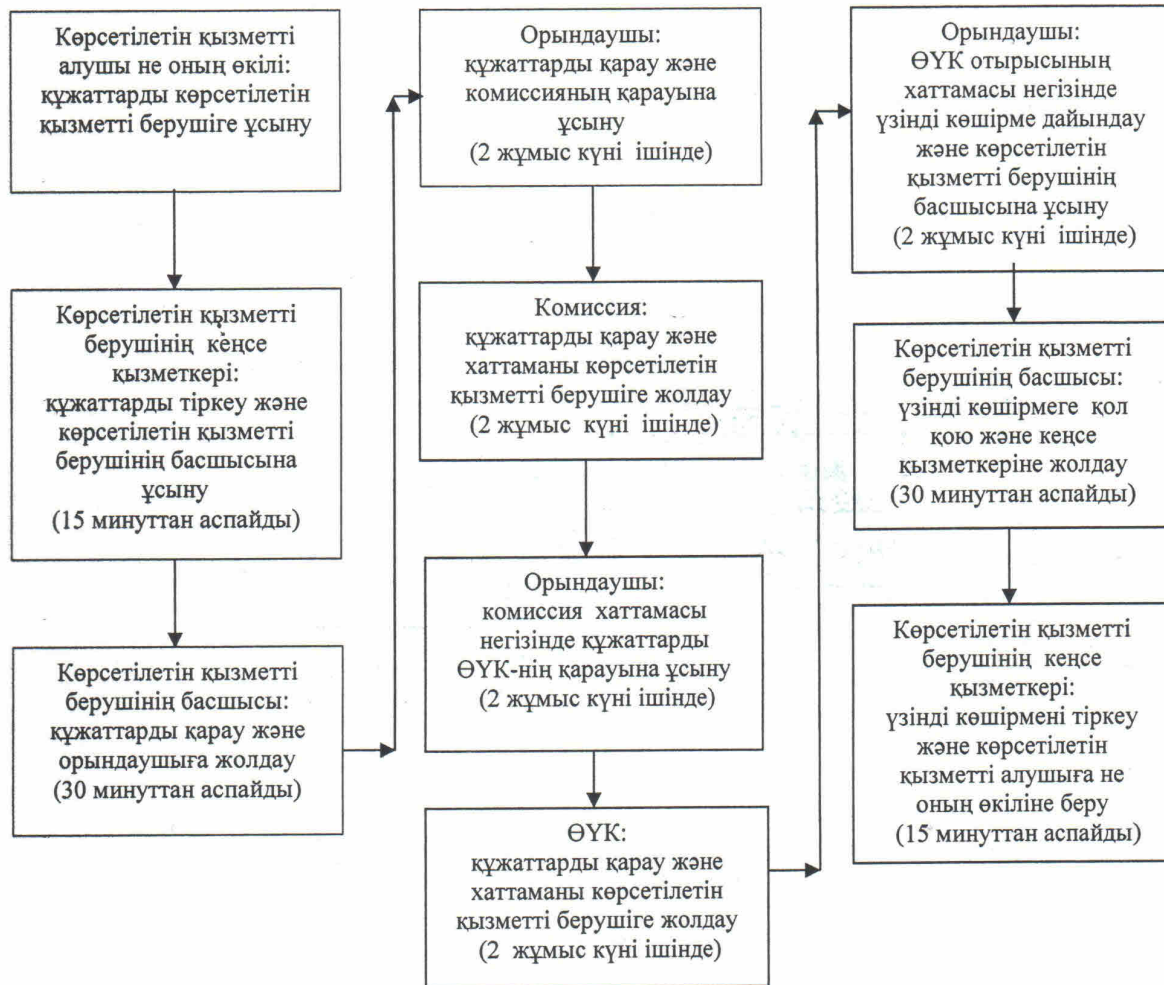 Көрсетілетін қызметті
алушы не оның өкілі:
құжаттарды көрсетілетін
қызметті берушіге ұсыну
Көрсетілетін қызметті
берушінің кеңсе
қызметкері:
құжаттарды тіркеу және
көрсетілетін қызметті
берушінің басшысына
ұсыну
(15 минуттан аспайды)
Көрсетілетін қызметті
берушінің басшысы:
құжаттарды қарау және
орындаушыға жолдау
(30 минуттан аспайды)
Орындаушы:
құжаттарды қарау және
комиссияның қарауына
ұсыну
(2 жұмыс күні ішінде)
Комиссия:
құжаттарды қарау және
хаттаманы көрсетілетін
қызметті берушіге жолдау
(2 жұмыс күні ішінде)
Орындаушы:
комиссия хаттамасы
негізінде құжаттарды
ӨҮК-нің қарауына ұсыну
(2 жұмыс күні ішінде)
ӨҮК:
құжаттарды қарау және
хаттаманы көрсетілетін
қызметті берушіге жолдау
(2 жұмыс күні ішінде)
Орындаушы:
ӨҮК отырысының
хаттамасы негізінде
үзінді көшірме дайындау
және көрсетілетін
қызметті берушінің
басшысына ұсыну
(2 жұмыс күні ішінде)
Көрсетілетін қызметті
берушінің басшысы:
үзінді көшірмеге қол
қою және кеңсе
қызметкеріне жолдау
(30 минуттан аспайды)
Көрсетілетін қызметті
берушінің кеңсе
қызметкері:
үзінді көшірмені тіркеу
және көрсетілетін
қызметті алушыға не
оның өкіліне беру
(15 минуттан аспайды)